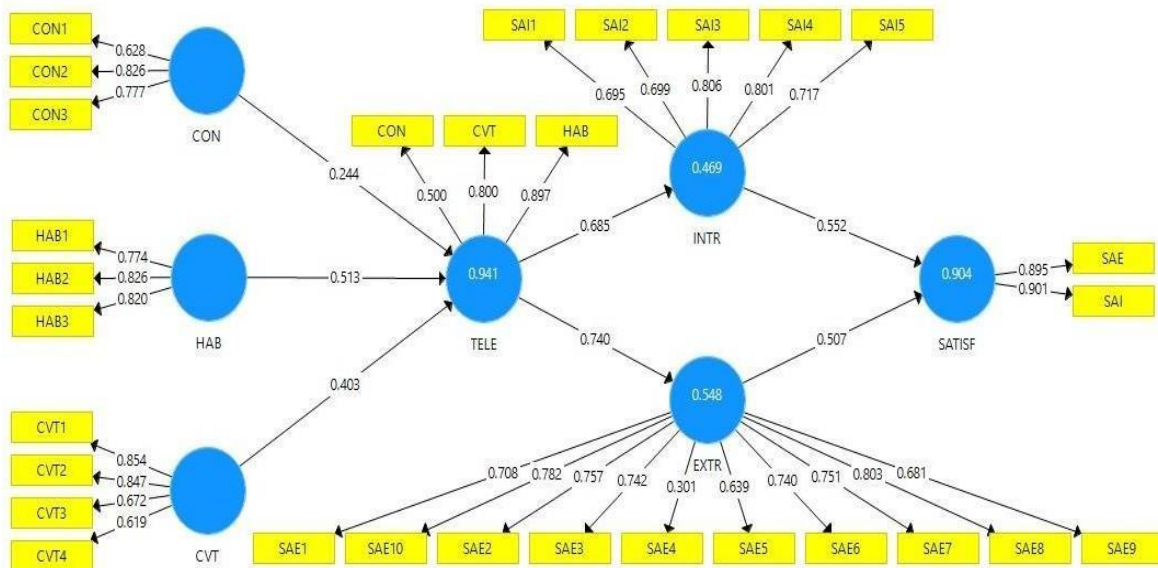 CON1
CON2
CON3
0.628
0.826
0.777
CON
0.244
HAB1
HAB2
HAB3
0.774
0.826
0.820
HAB
0.513
CVT1
CVT2
CVT3
CVT4
0.854
0.847
0.672
0.619
CVT
0.403
CON
CVT
HAB
0.500
0.800
0.897
0.941
TELE
0.685
0.740
SAI1
SAI2
SAI3
SAI4
SAI5
0.695
0.699
0.806
0.801
0.717
0.469
INTR
0.552
0.548
EXTR
0.507
0.708
0.782
0.757
0.742
0.301
0.639
0.740
0.751
0.803
0.681
SAE1
SAE10
SAE2
SAE3
SAE4
SAE5
SAE6
SAE7
SAE8
SAE9
0.904
SATISF
0.895
0.901
SAE
SAI